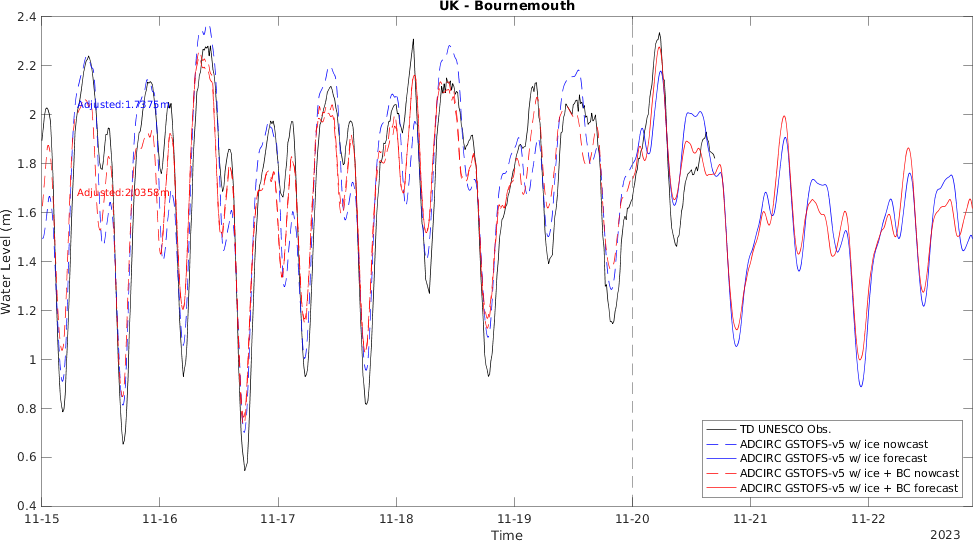 UK - Bournemouth
2.4
2.2
2
1.8
1.6
1.4
1.2
1
0.8
0.6
0.4
Water Level (m)
Adjusted:1.7375m
Adjusted:2.0358m
TD UNESCO Obs.
ADCIRC GSTOFS-v5 w/ ice nowcast
ADCIRC GSTOFS-v5 w/ ice forecast
ADCIRC GSTOFS-v5 w/ ice + BC nowcast
ADCIRC GSTOFS-v5 w/ ice + BC forecast
11-15 11-16 11-17 11-18 11-19 11-20 11-21 11-22
Time
2023